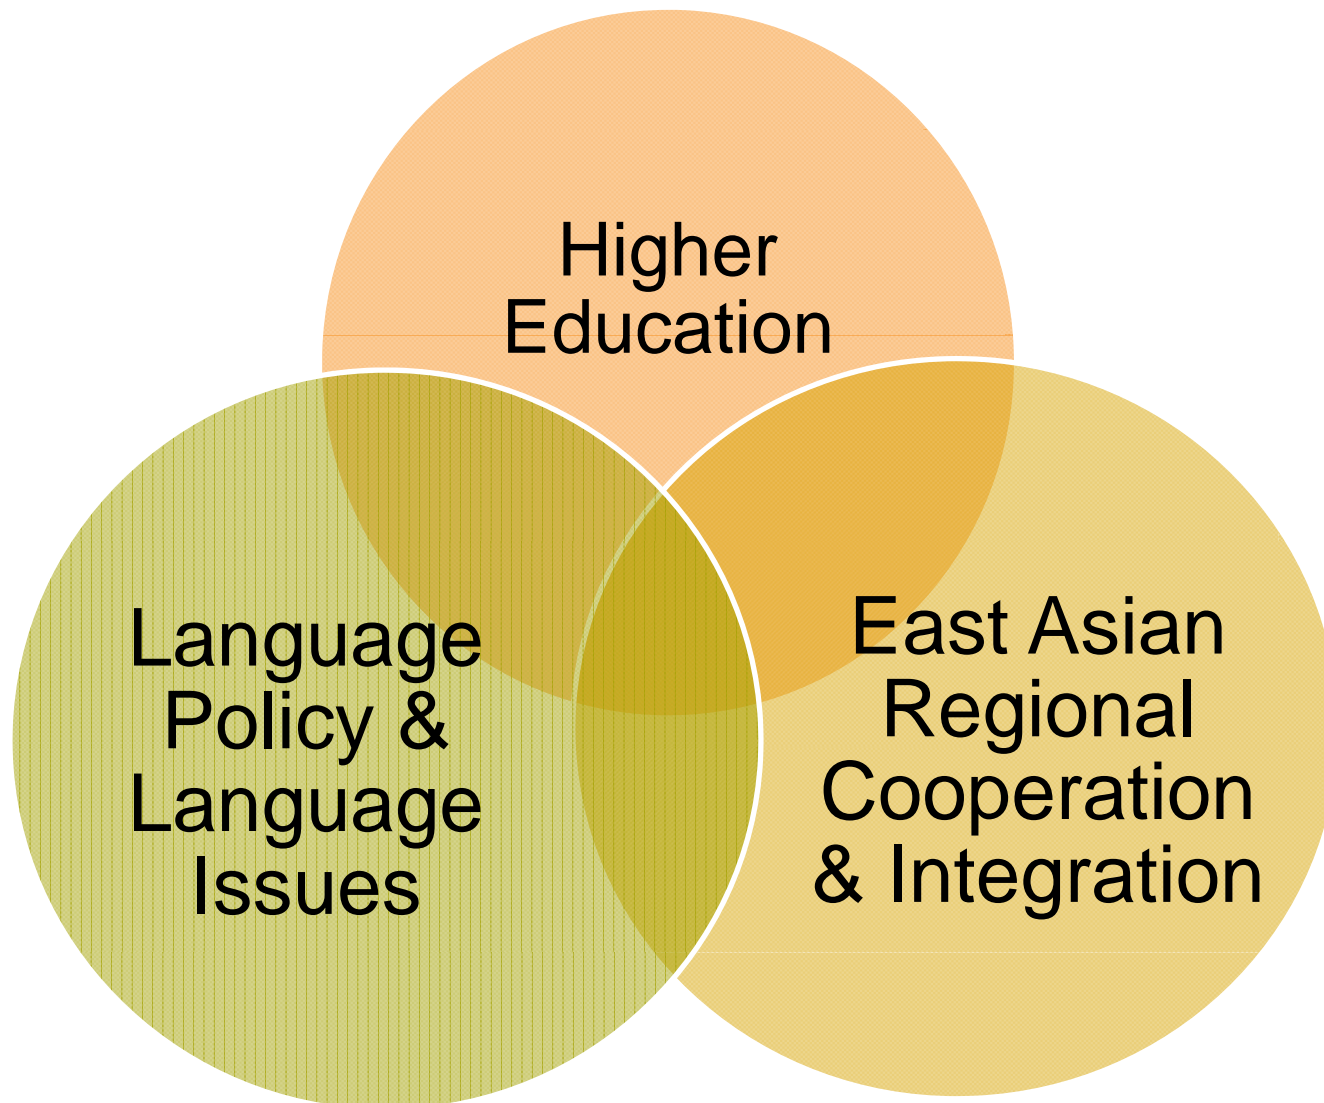 Higher
Education
Language
Policy &
Language
Issues
East Asian
Regional
Cooperation
& Integration